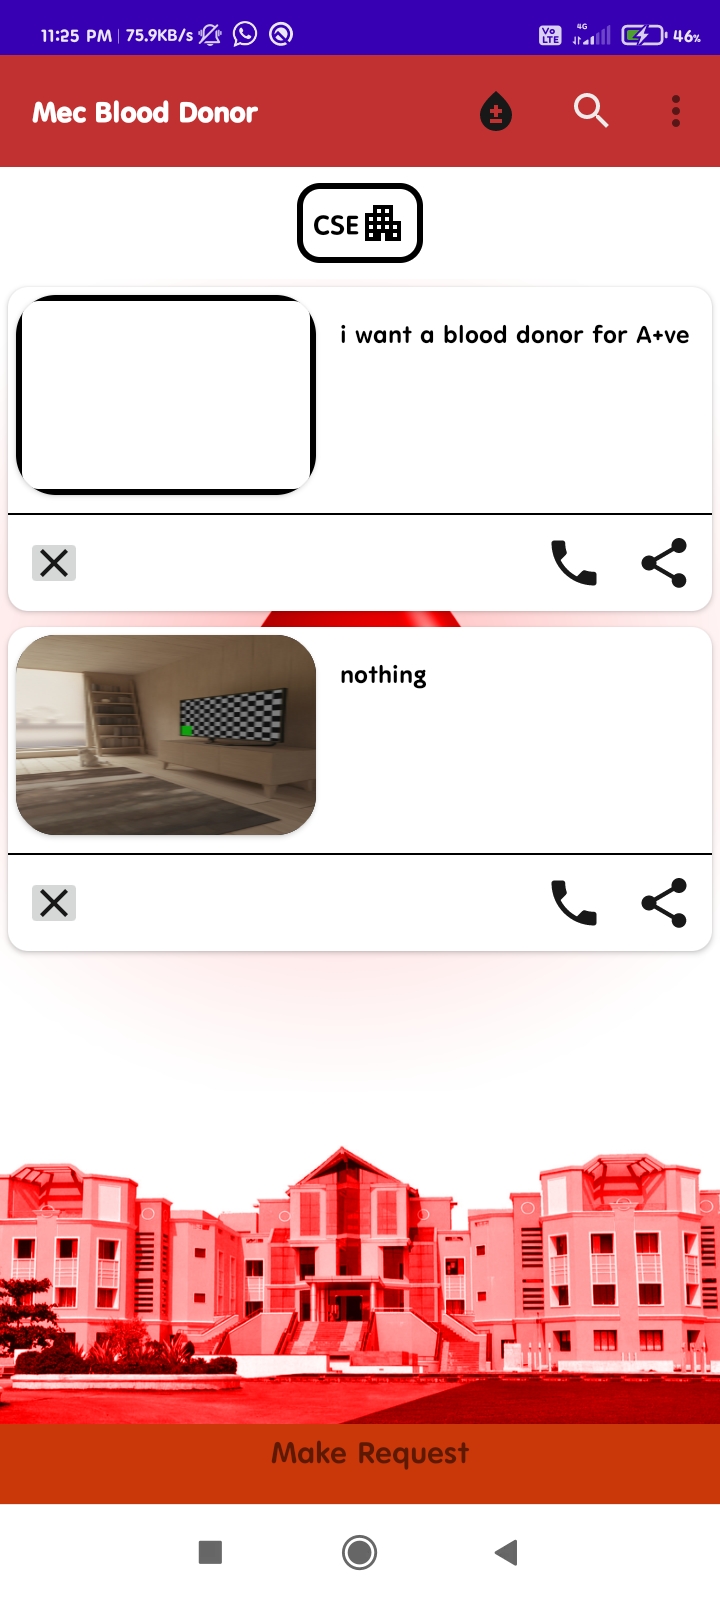 11:25 PM | 75.9KB/s Vo LTE 4G 46%
Mec Blood Donor
CSE
i want a blood donor for A+ve
nothing
Make Request